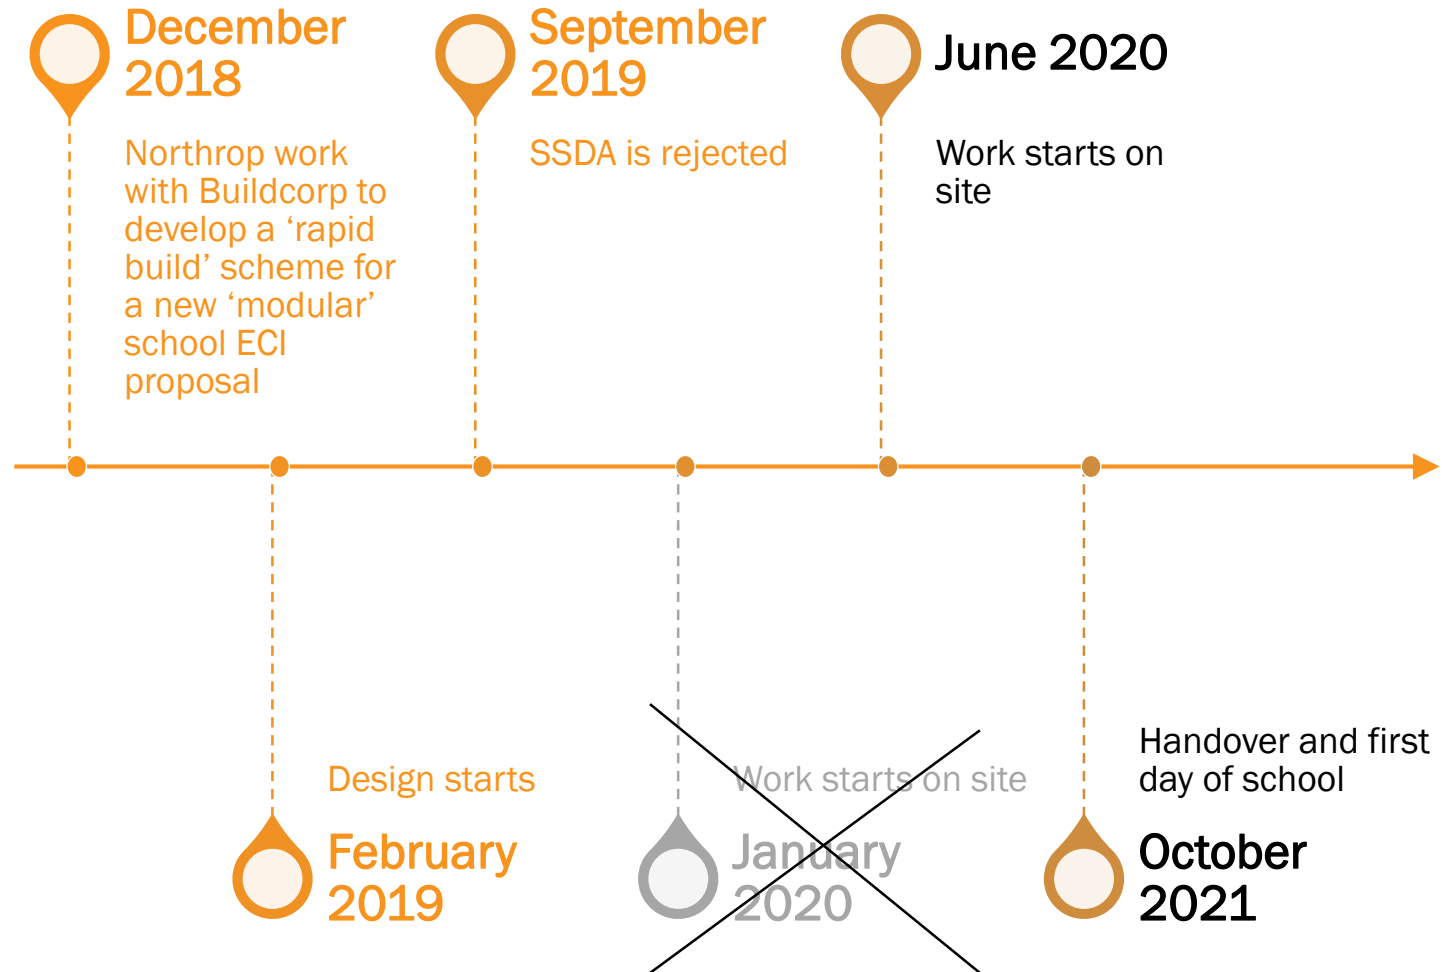 December
2018
Northrop work
with Buildcorp to
develop a ‘rapid
build’ scheme for
a new ‘modular’
school ECI
proposal
September
2019
SSDA is rejected
June 2020
Work starts on
site
Design starts
February
2019
Work starts on site
January
2020
Handover and first
day of school
October
2021